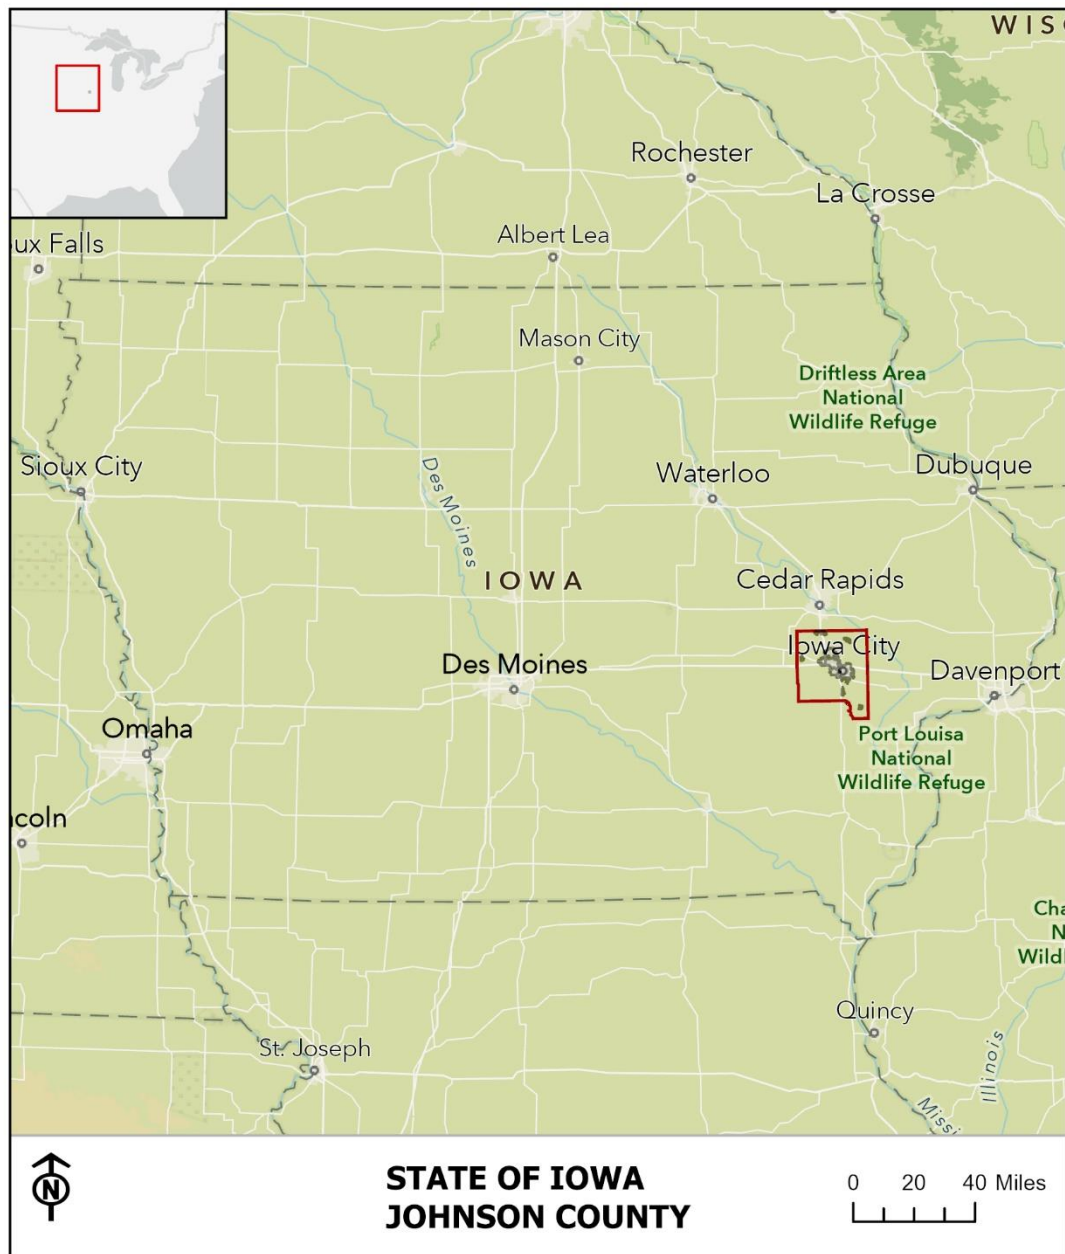 WISC
Rochester
La Crosse
Albert Lea
ux Falls
Mason City
Driftless Area
National
Wildlife Refuge
Sioux City
Des Moines
Waterloo
Dubuque
IOWA
Cedar Rapids
Iowa City
Des Moines
Davenport
Omaha
Port Louisa
National
Wildlife Refuge
coln
Cha
N
Wildl
Quincy
St. Joseph
Illinois
Missi
N
STATE OF IOWA
JOHNSON COUNTY
0 20 40 Miles